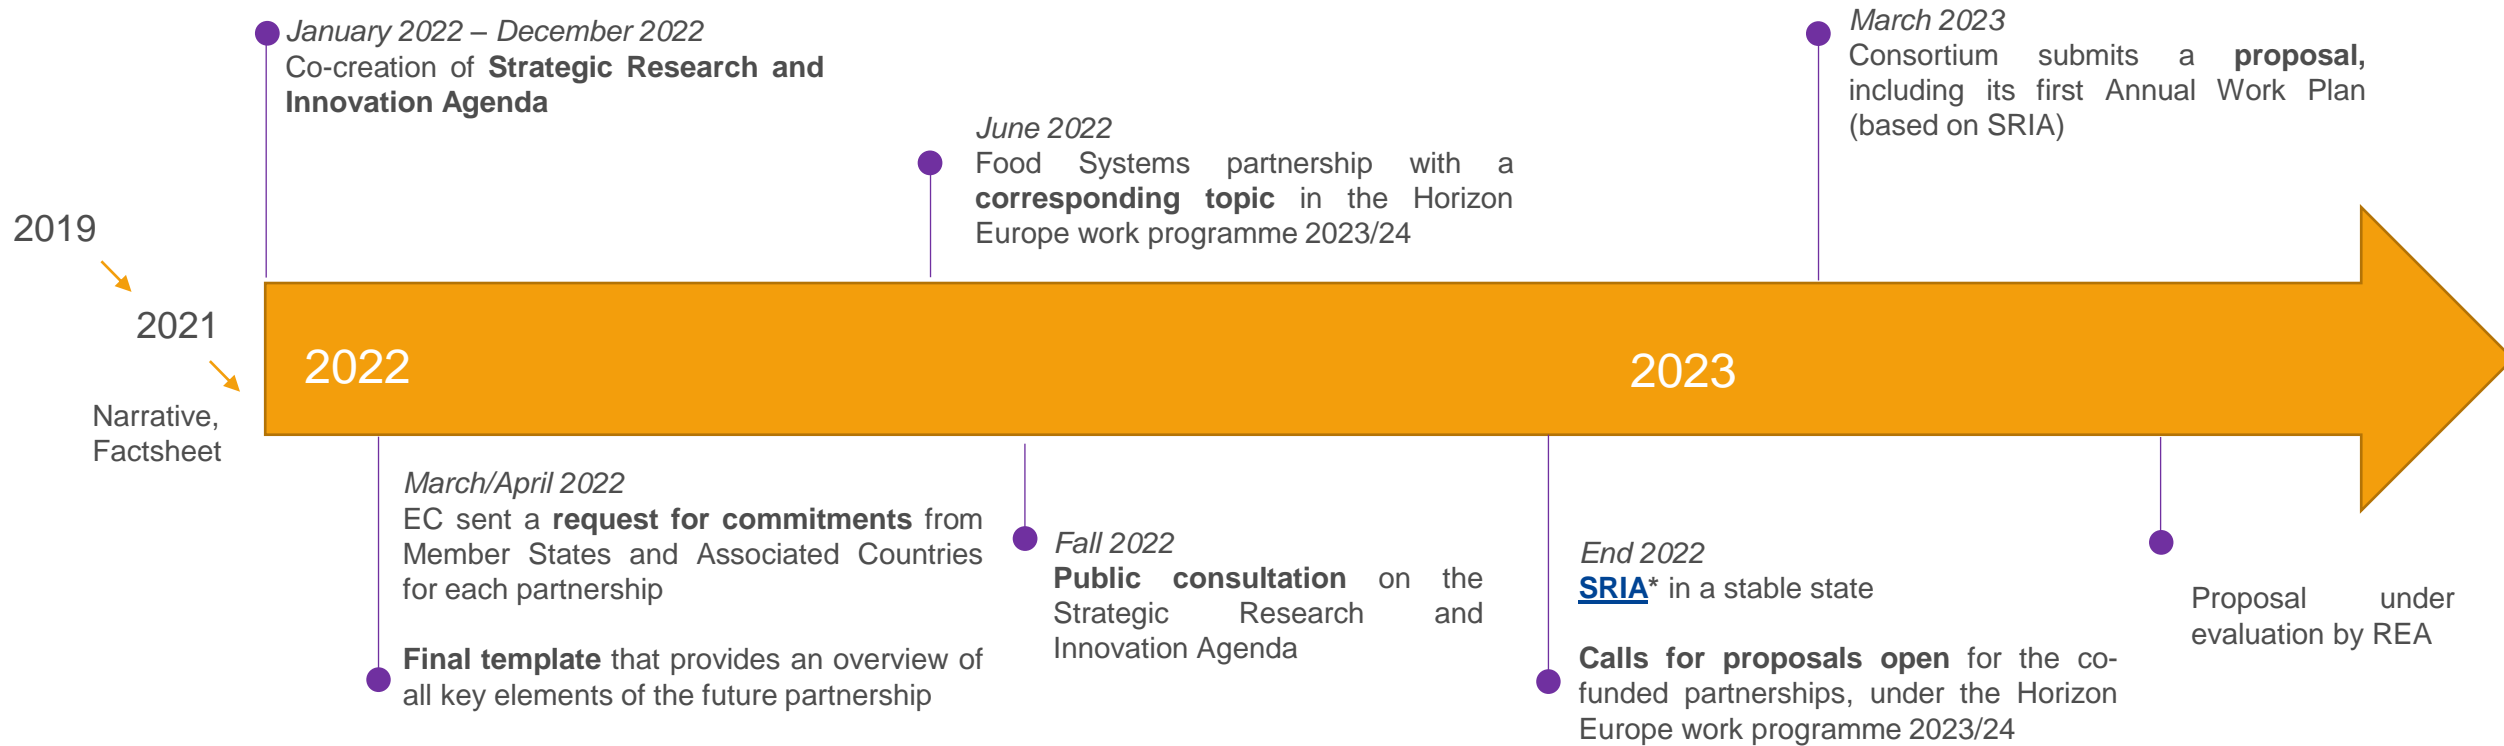 January 2022 – December 2022
Co-creation of Strategic Research and
Innovation Agenda
June 2022
Food Systems partnership with a
corresponding topic in the Horizon
Europe work programme 2023/24
March 2023
Consortium submits a proposal,
including its first Annual Work Plan
(based on SRIA)
2019
2021
Narrative,
Factsheet
2022
2023
March/April 2022
EC sent a request for commitments from
Member States and Associated Countries
for each partnership
Final template that provides an overview of
all key elements of the future partnership
Fall 2022
Public consultation on the
Strategic Research and
Innovation Agenda
End 2022
SRIA* in a stable state
Calls for proposals open for the co-
funded partnerships, under the Horizon
Europe work programme 2023/24
Proposal under
evaluation by REA